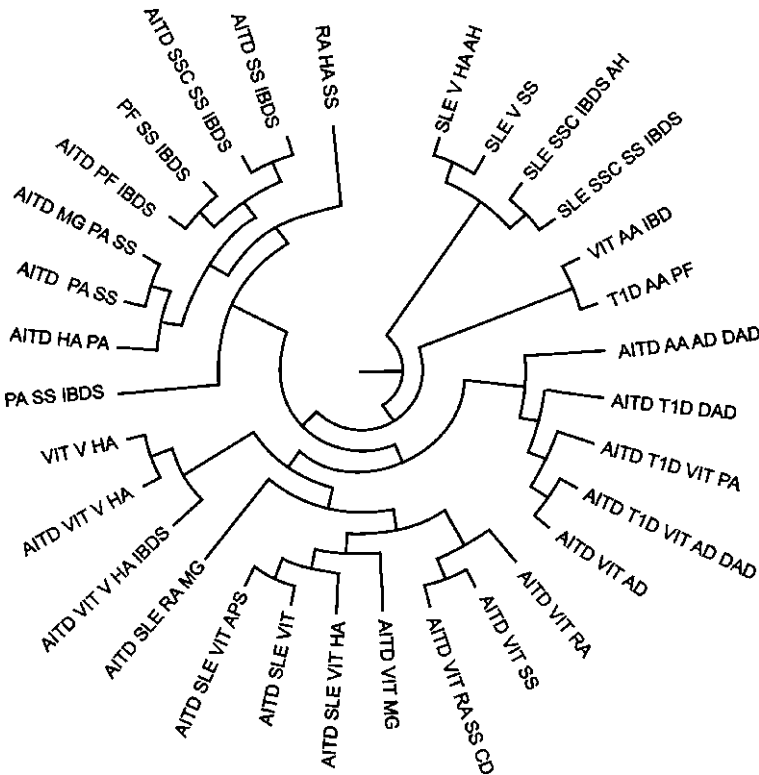 SLE V HA AH
SLE V SS
SLE SSC IBDS AH
SLE SSC SS IBDS
VIT AA IBD
T1D AA PF
AITD AA AD DAD
AITD T1D DAD
AITD T1D VIT PA
AITD T1D VIT AD DAD
AITD VIT AD
AITD VIT RA
AITD VIT SS
AITD VIT RA SS CD
AITD VIT MG
AITD SLE VIT HA
AITD SLE VIT
AITD SLE VIT APS
AITD SLE RA MG
AITD VIT V HA IBDS
AITD VIT V HA
VIT V HA
PA SS IBDS
AITD HA PA
AITD PA SS
AITD MG PA SS
AITD PF IBDS
PF SS IBDS
AITD SSC SS IBDS
AITD SS IBDS
RA HA SS